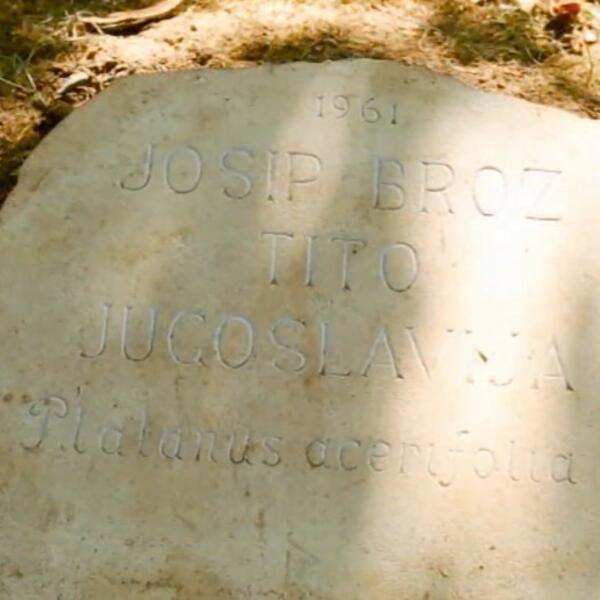 1961
JOSIP BROZ
TITO
JUGOSLAVIJA
Platanus acerifolia